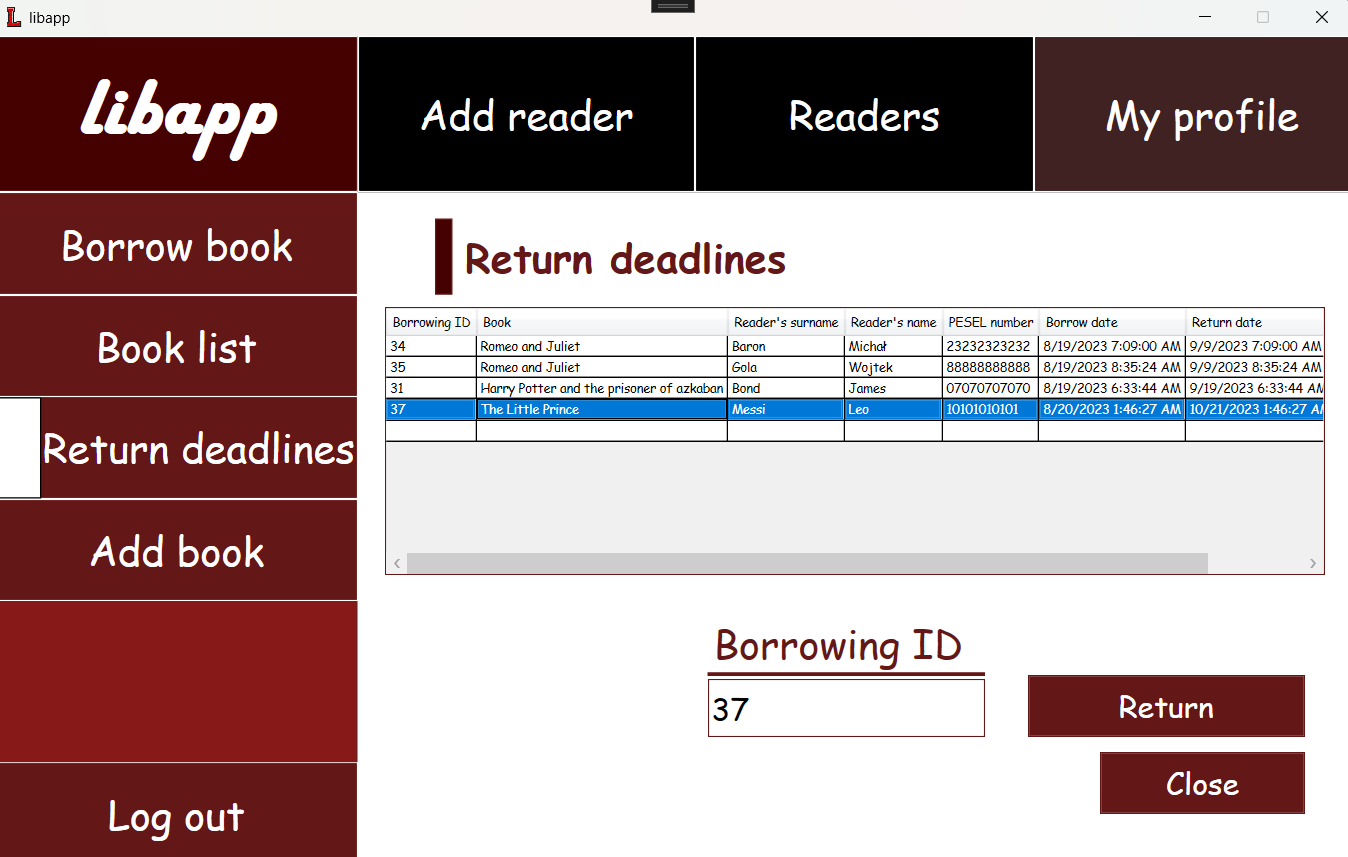 libapp
libapp
Add reader
Readers
My profile
Borrow book
Book list
Return deadlines
Add book
Log out
Return deadlines
Borrowing ID Book Reader's surname Reader's name PESEL number Borrow date Return date
34 Romeo and Juliet Baron Michał 23232323232 8/19/2023 7:09:00 AM 9/9/2023 7:09:00 AM
35 Romeo and Juliet Gola Wojtek 88888888888 8/19/2023 8:35:24 AM 9/9/2023 8:35:24 AM
31 Harry Potter and the prisoner of azkaban Bond James 07070707070 8/19/2023 6:33:44 AM 9/19/2023 6:33:44 AM
37 The Little Prince Messi Leo 10101010101 8/20/2023 1:46:27 AM 10/21/2023 1:46:27 AM
Borrowing ID
37
Return
Close